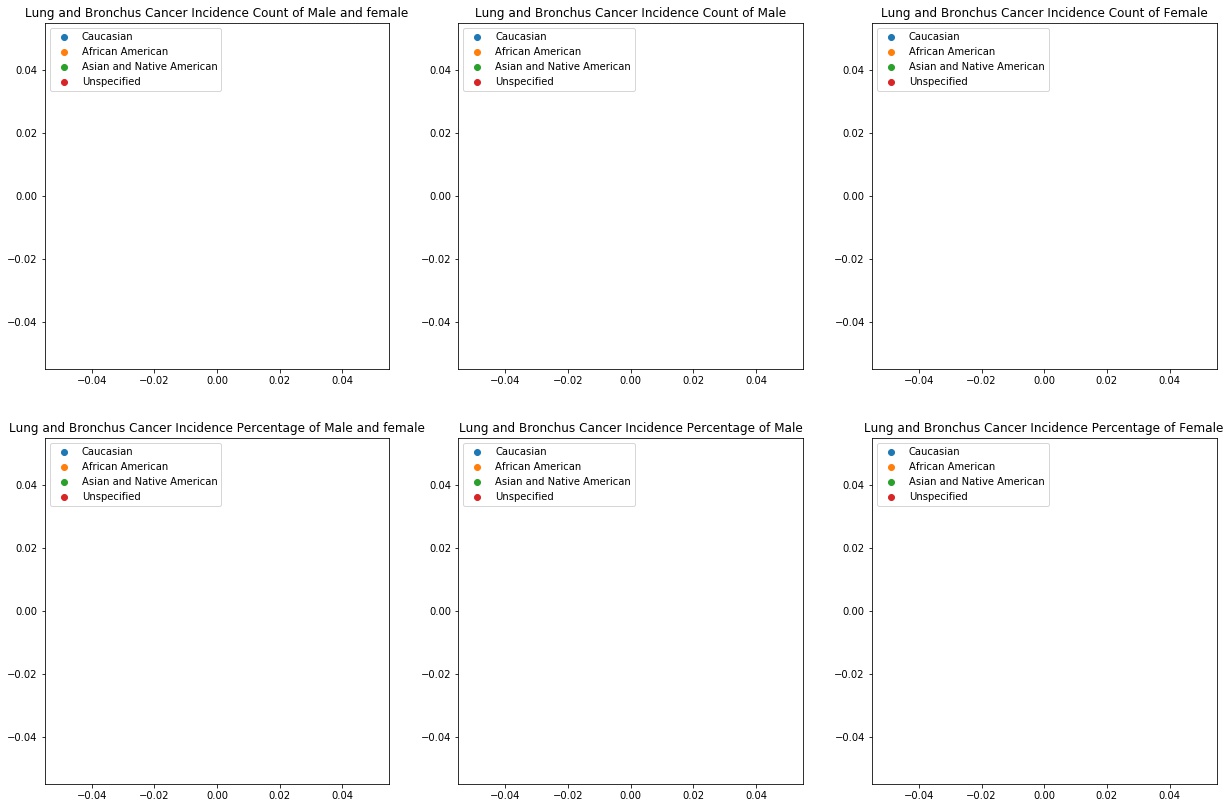 Lung and Bronchus Cancer Incidence Count of Male and female
Caucasian
African American
Asian and Native American
Unspecified
0.04
0.02
0.00
−0.02
−0.04
−0.04
−0.02
0.00
0.02
0.04
Lung and Bronchus Cancer Incidence Count of Male
Caucasian
African American
Asian and Native American
Unspecified
0.04
0.02
0.00
−0.02
−0.04
−0.04
−0.02
0.00
0.02
0.04
Lung and Bronchus Cancer Incidence Count of Female
Caucasian
African American
Asian and Native American
Unspecified
0.04
0.02
0.00
−0.02
−0.04
−0.04
−0.02
0.00
0.02
0.04
Lung and Bronchus Cancer Incidence Percentage of Male and female
Caucasian
African American
Asian and Native American
Unspecified
0.04
0.02
0.00
−0.02
−0.04
−0.04
−0.02
0.00
0.02
0.04
Lung and Bronchus Cancer Incidence Percentage of Male
Caucasian
African American
Asian and Native American
Unspecified
0.04
0.02
0.00
−0.02
−0.04
−0.04
−0.02
0.00
0.02
0.04
Lung and Bronchus Cancer Incidence Percentage of Female
Caucasian
African American
Asian and Native American
Unspecified
0.04
0.02
0.00
−0.02
−0.04
−0.04
−0.02
0.00
0.02
0.04